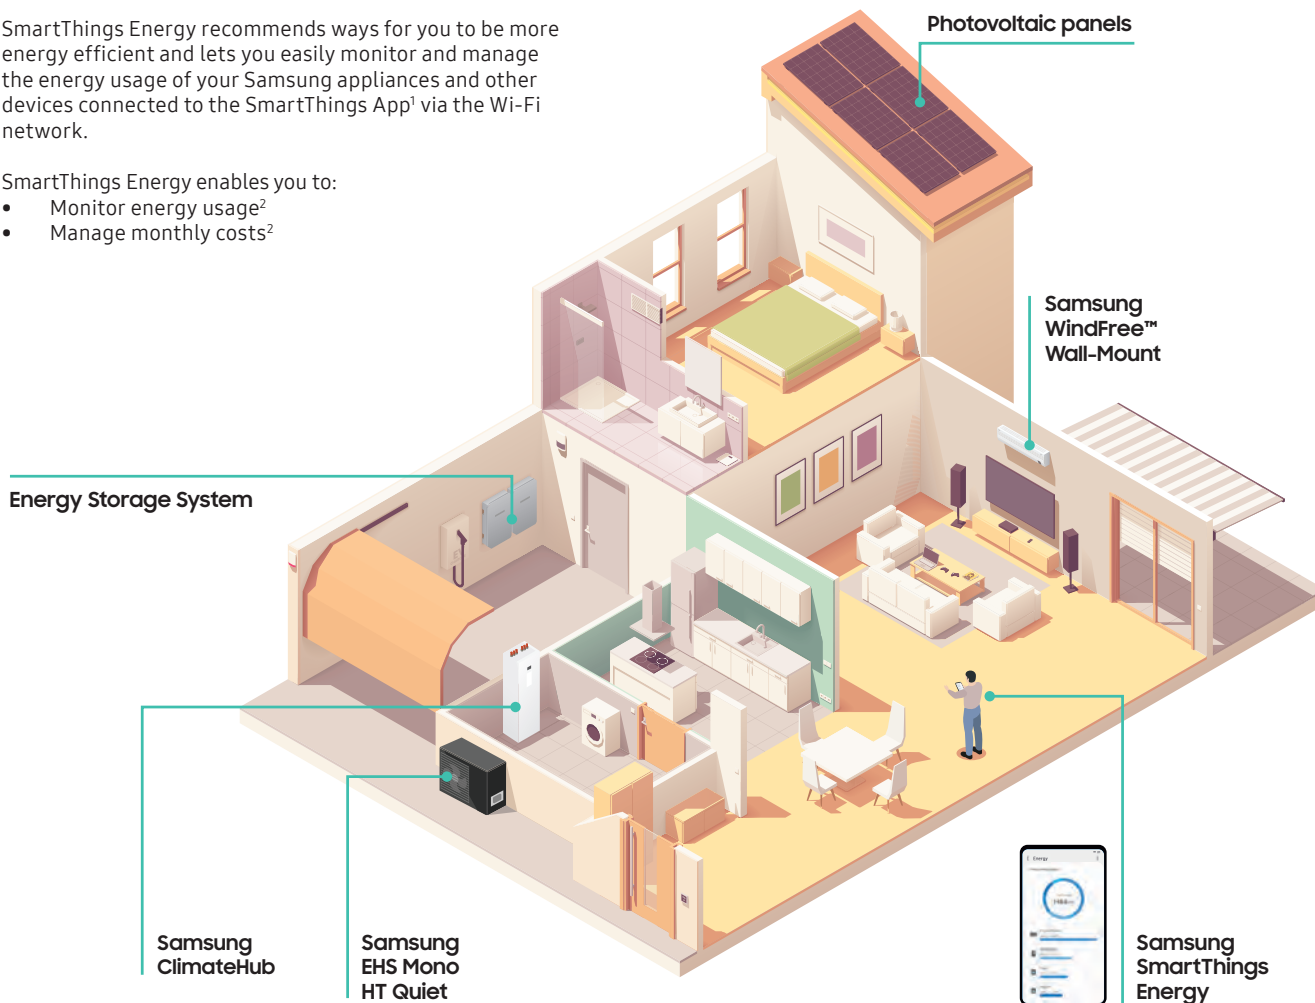 SmartThings Energy recommends ways for you to be more
energy efficient and lets you easily monitor and manage
the energy usage of your Samsung appliances and other
devices connected to the SmartThings App¹ via the Wi-Fi
network.
SmartThings Energy enables you to:
• Monitor energy usage²
• Manage monthly costs²
Photovoltaic panels
Samsung
WindFree™
Wall-Mount
Energy Storage System
Samsung
ClimateHub
Samsung
EHS Mono
HT Quiet
Energy
Samsung
SmartThings
Energy